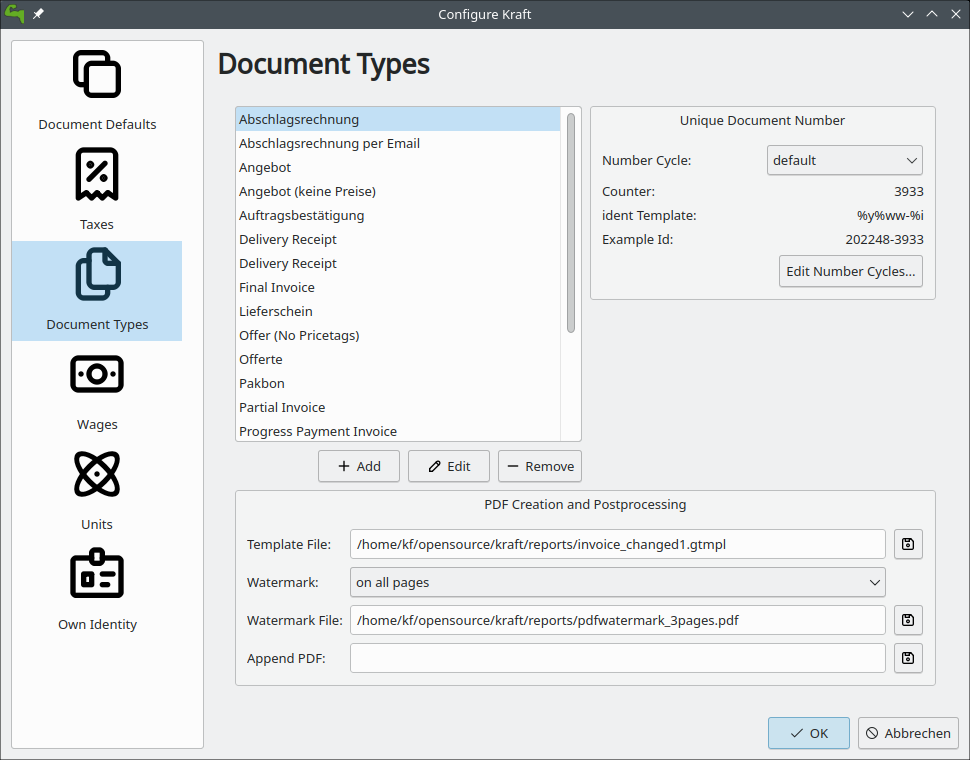 Configure Kraft
Document Defaults
Taxes
Document Types
Wages
Units
Own Identity
Document Types
Abschlagsrechnung
Abschlagsrechnung per Email
Angebot
Angebot (keine Preise)
Auftragsbestätigung
Delivery Receipt
Delivery Receipt
Final Invoice
Lieferschein
Offer (No Pricetags)
Offerte
Pakbon
Partial Invoice
Progress Payment Invoice
Add
Edit
Remove
Unique Document Number
Number Cycle: default
Counter: 3933
ident Template: %y%ww-%i
Example Id: 202248-3933
Edit Number Cycles...
PDF Creation and Postprocessing
Template File: /home/kf/opensource/kraft/reports/invoice_changed1.gtmpl
Watermark: on all pages
Watermark File: /home/kf/opensource/kraft/reports/pdfwatermark_3pages.pdf
Append PDF:
OK
Abbrechen